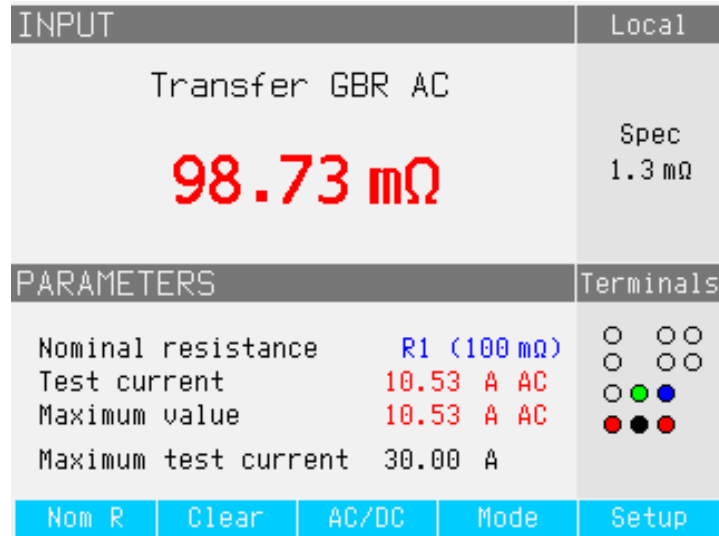 INPUT
Local
Transfer GBR AC
98.73 mΩ
Spec
1.3 mΩ
PARAMETERS
Terminals
Nominal resistance R1 (100 mΩ)
Test current 10.53 A AC
Maximum value 10.53 A AC
Maximum test current 30.00 A
Nom R Clear AC/DC Mode Setup